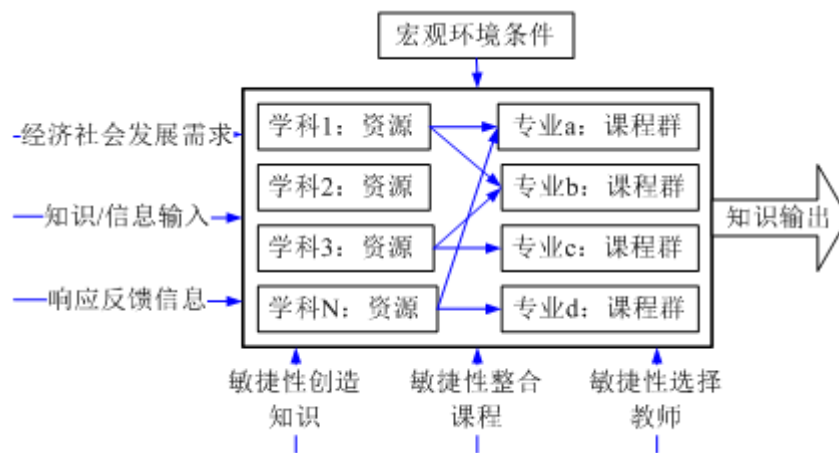 宏观环境条件
经济社会发展需求
学科1：资源
专业a：课程群
学科2：资源
专业b：课程群
知识/信息输入
知识输出
学科3：资源
专业c：课程群
响应反馈信息
学科N：资源
专业d：课程群
敏捷性创造
知识
敏捷性整合
课程
敏捷性选择
教师